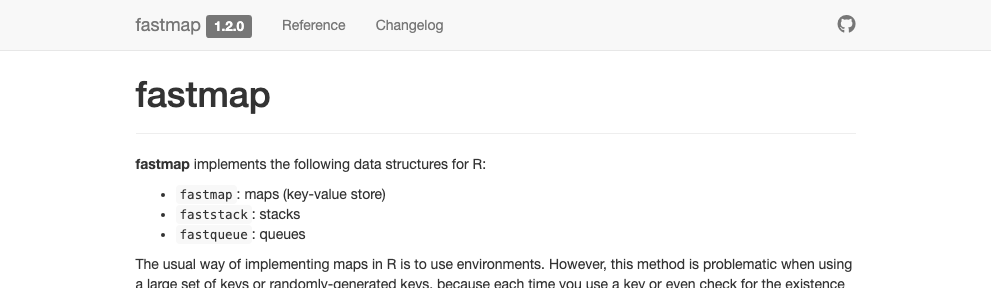 fastmap 1.2.0 Reference Changelog
fastmap
fastmap implements the following data structures for R:
• fastmap : maps (key-value store)
• faststack : stacks
• fastqueue : queues
The usual way of implementing maps in R is to use environments. However, this method is problematic when using
a large set of keys or randomly-generated keys, because each time you use a key or even check for the existence